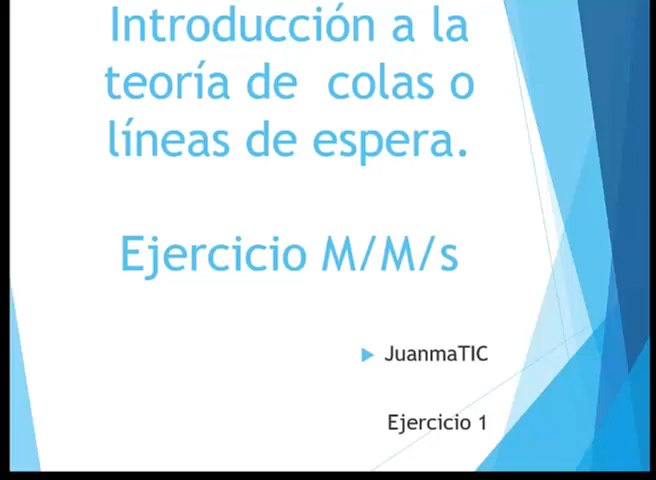 Introducción a la
teoría de colas o
líneas de espera.
Ejercicio M/M/s
JuanmaTIC
Ejercicio 1